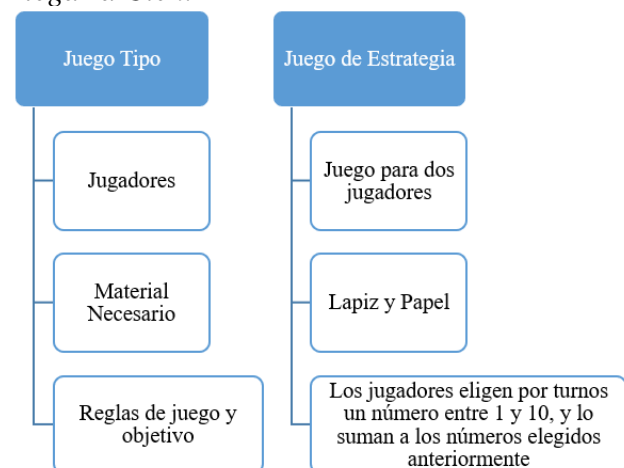 Juego Tipo
Jugadores
Material
Necesario
Reglas de juego y
objetivo
Juego de Estrategia
Juego para dos
jugadores
Lapiz y Papel
Los jugadores eligen por turnos
un número entre 1 y 10, y lo
suman a los números elegidos
anteriormente